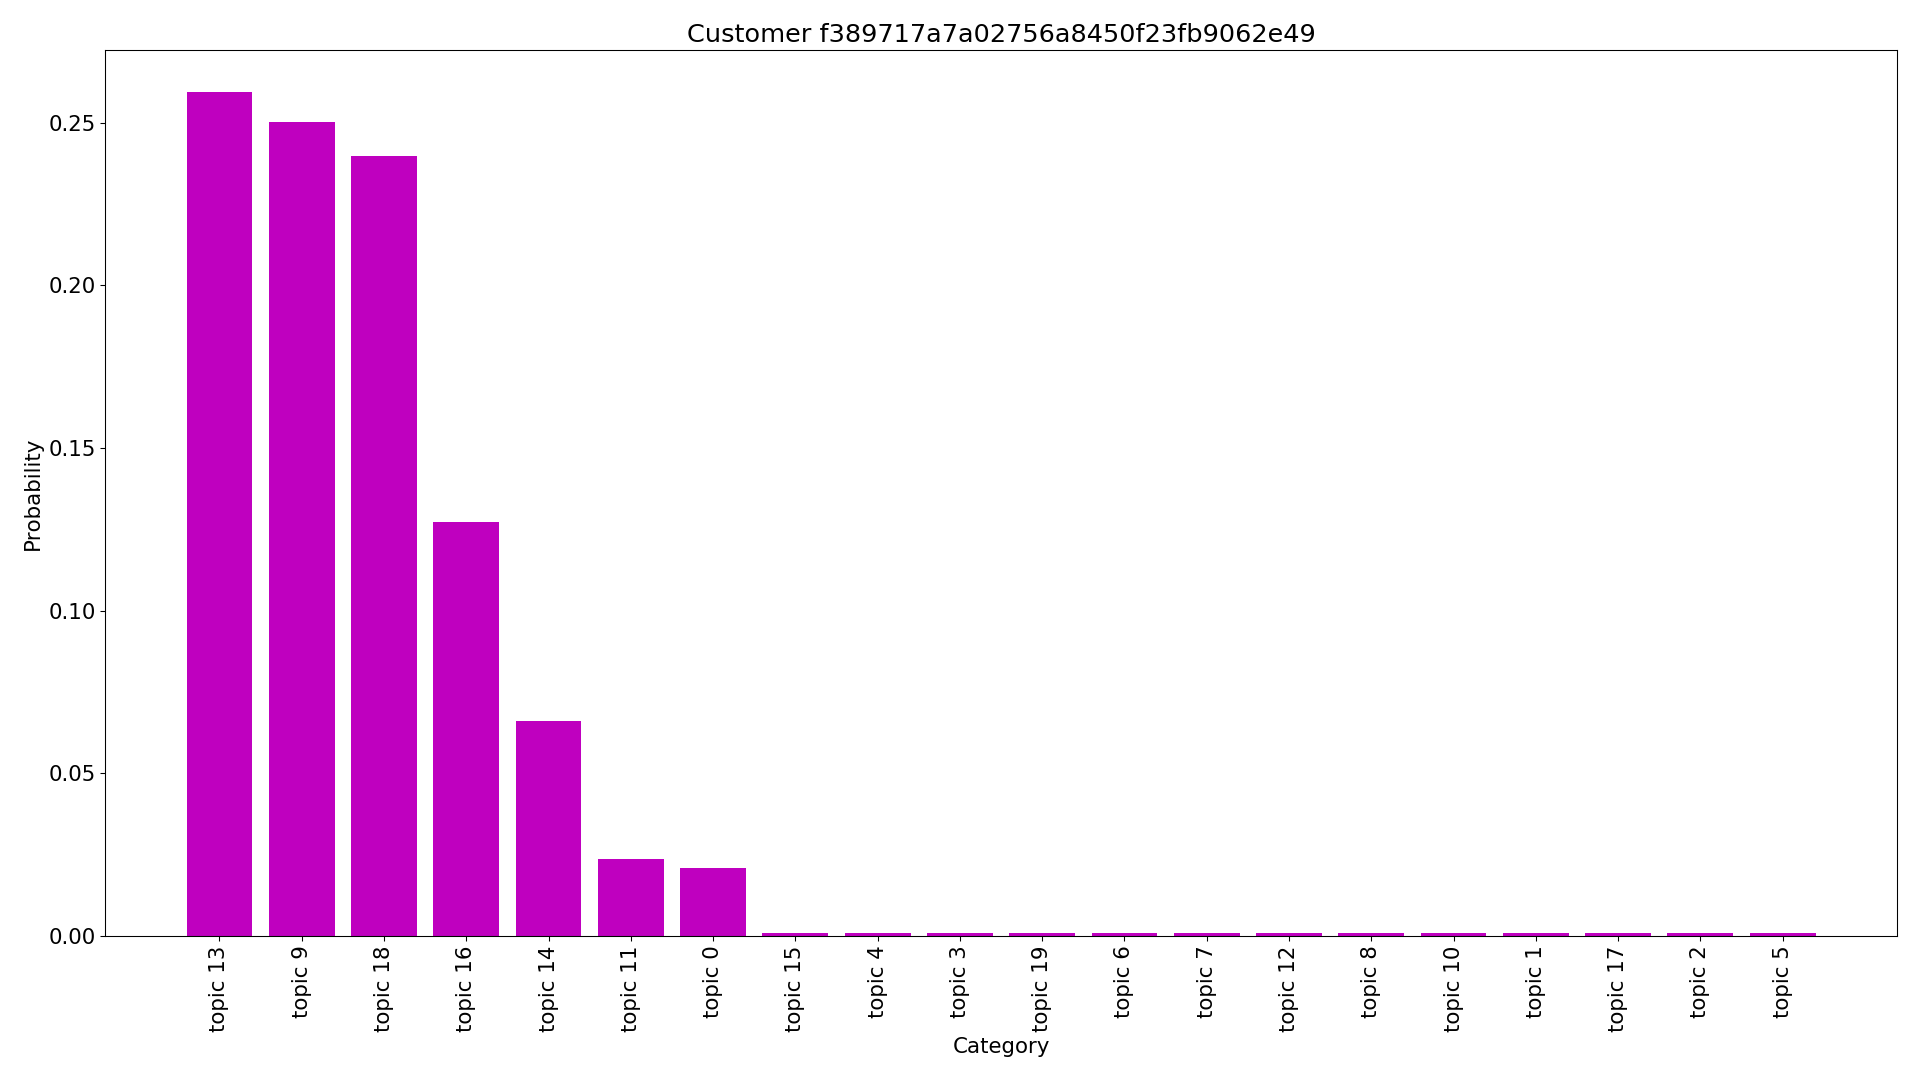 Customer f389717a7a02756a8450f23fb9062e49
Probability
0.25
0.20
0.15
0.10
0.05
0.00
topic 13
topic 9
topic 18
topic 16
topic 14
topic 11
topic 0
topic 15
topic 4
topic 3
topic 19
topic 6
topic 7
topic 12
topic 8
topic 10
topic 1
topic 17
topic 2
topic 5
Category